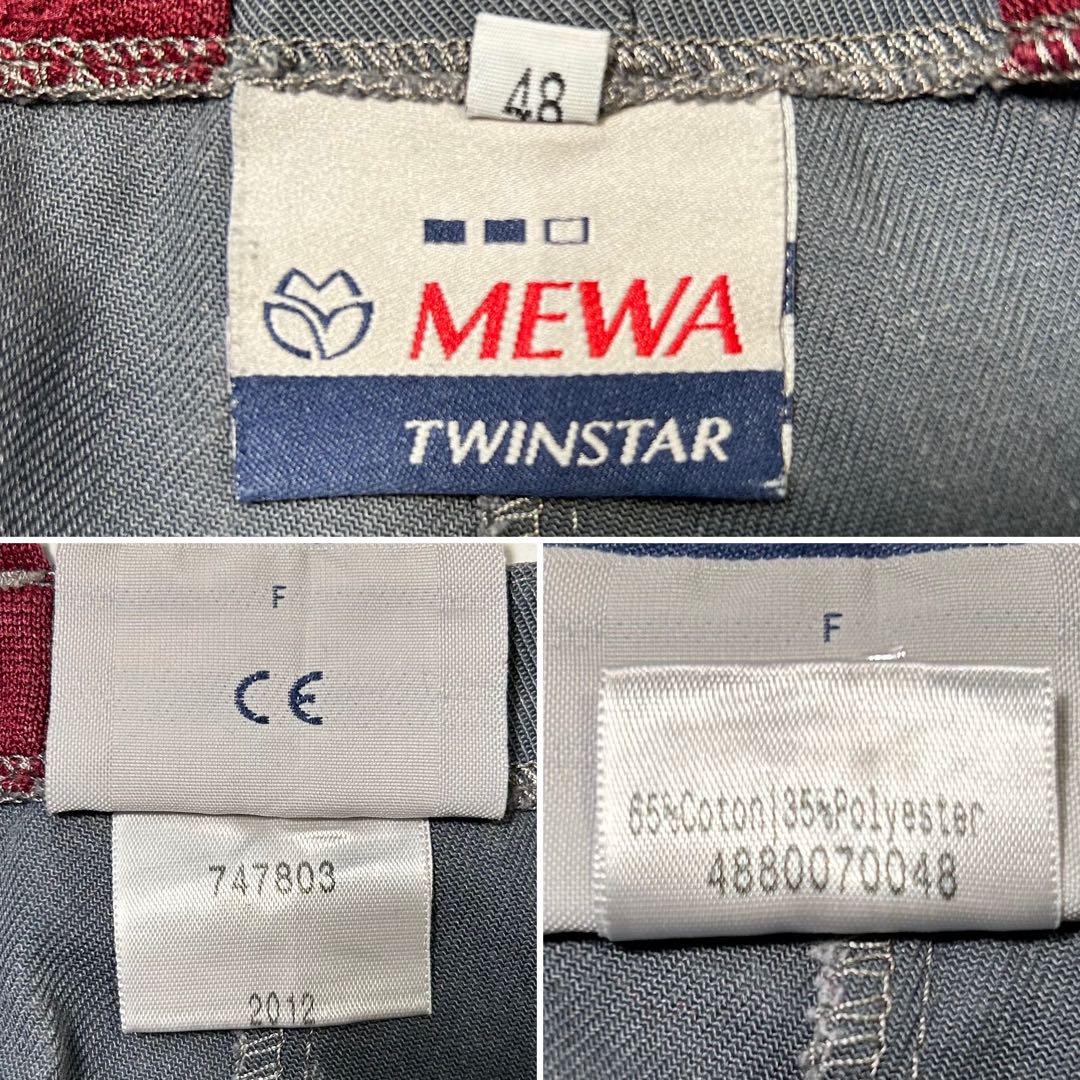 48
MEWA
TWINSTAR
F
CE
747803
2012
F
65%Coton|35%Polyester
4880070048